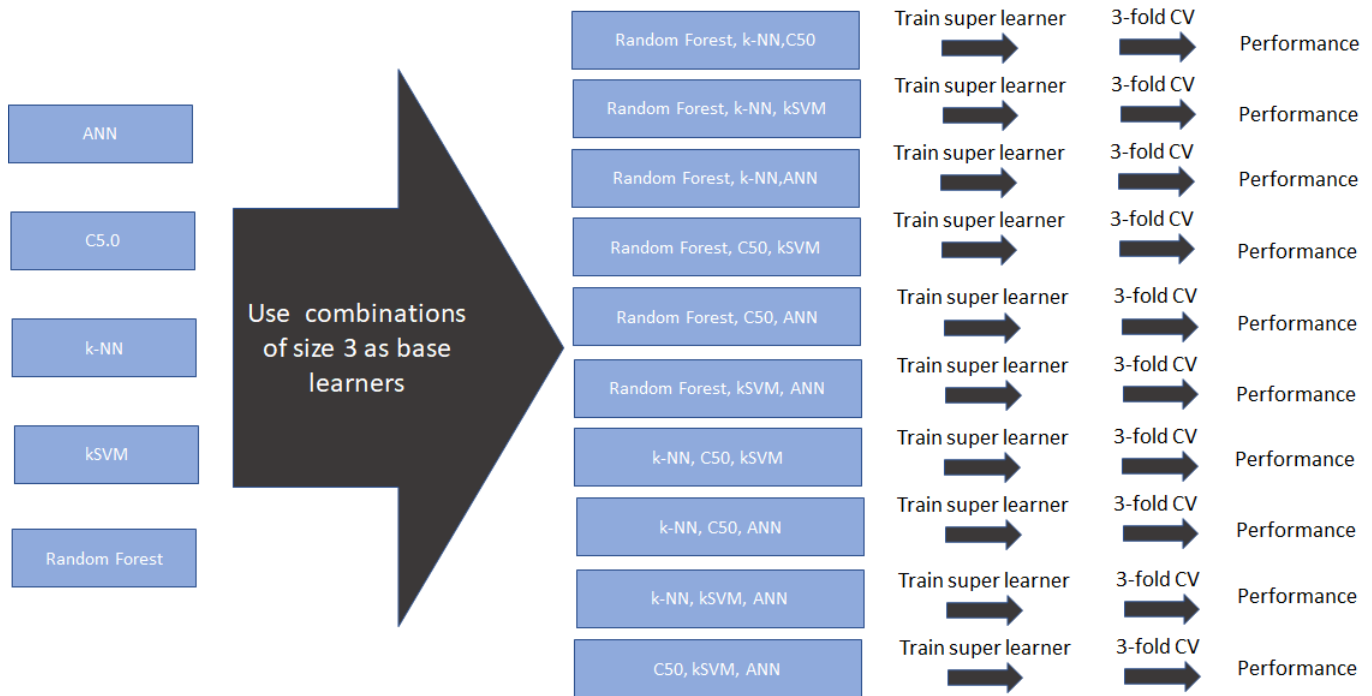 ANN
C5.0
k-NN
kSVM
Random Forest
Use combinations
of size 3 as base
learners
Random Forest, k-NN,C50
Train super learner
3-fold CV
Performance
Random Forest, k-NN, kSVM
Train super learner
3-fold CV
Performance
Random Forest, k-NN,ANN
Train super learner
3-fold CV
Performance
Random Forest, C50, kSVM
Train super learner
3-fold CV
Performance
Random Forest, C50, ANN
Train super learner
3-fold CV
Performance
Random Forest, kSVM, ANN
Train super learner
3-fold CV
Performance
k-NN, C50, kSVM
Train super learner
3-fold CV
Performance
k-NN, C50, ANN
Train super learner
3-fold CV
Performance
k-NN, kSVM, ANN
Train super learner
3-fold CV
Performance
C50, kSVM, ANN
Train super learner
3-fold CV
Performance